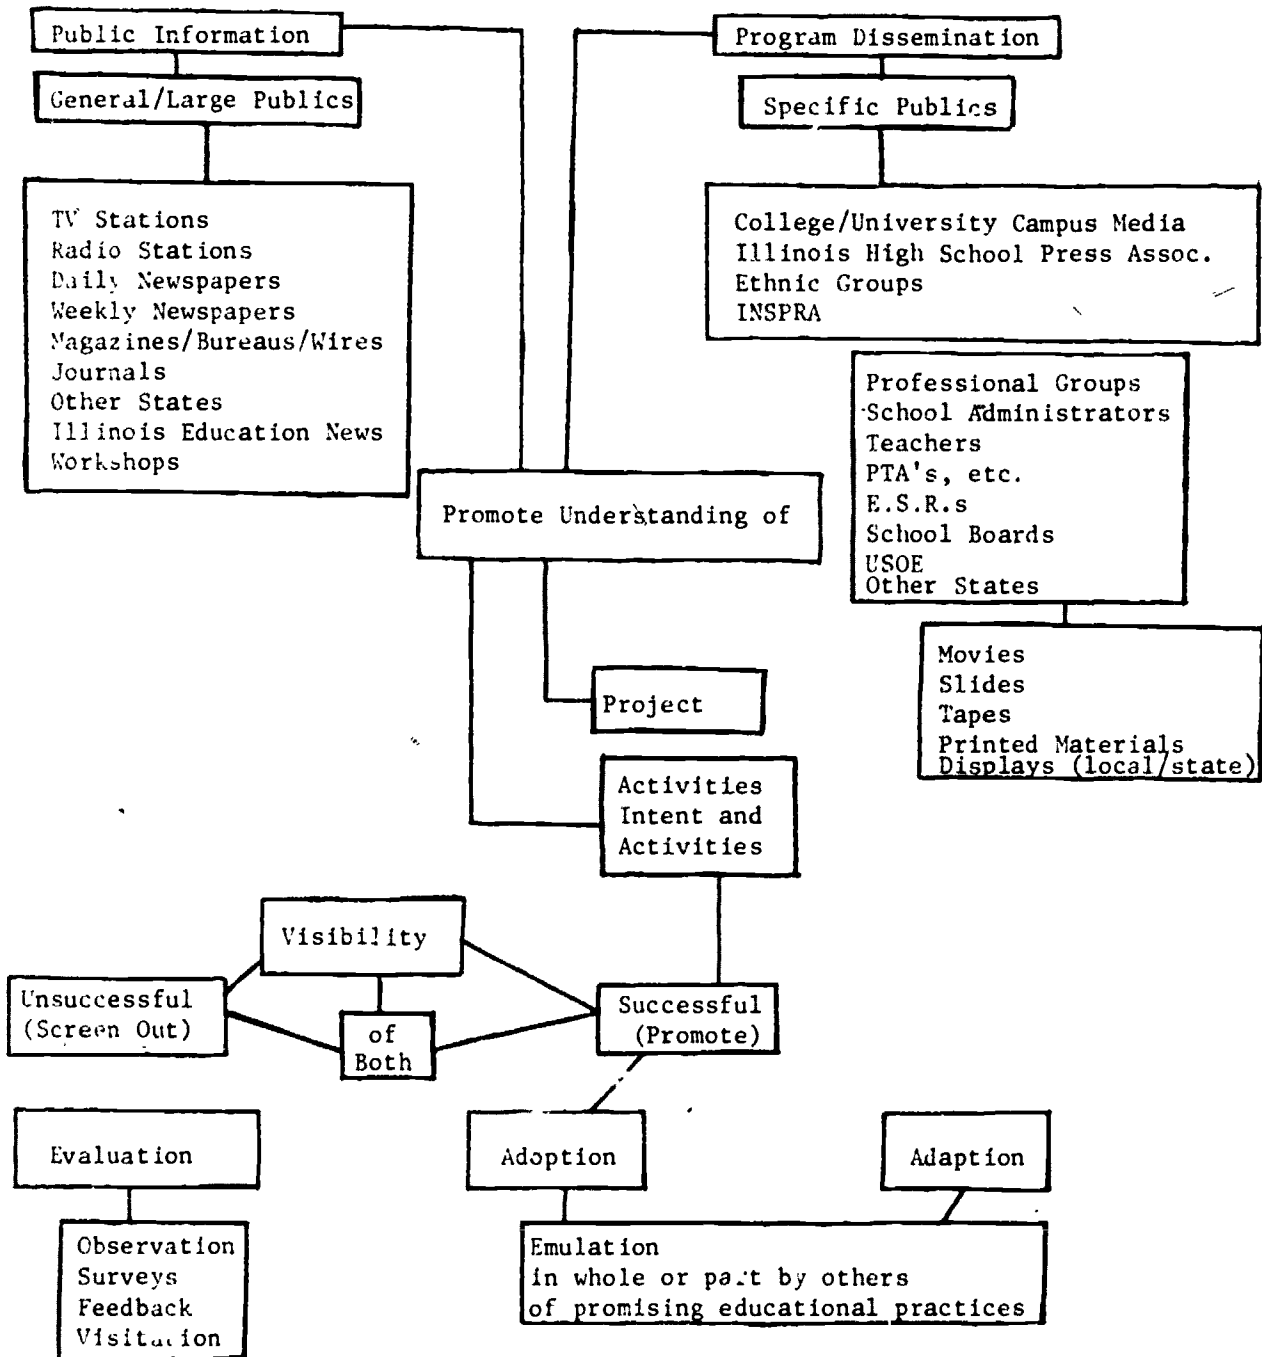 Public Information
General/Large Publics
TV Stations
Radio Stations
Daily Newspapers
Weekly Newspapers
Magazines/Bureaus/Wires
Journals
Other States
Illinois Education News
Workshops
Program Dissemination
Specific Publics
College/University Campus Media
Illinois High School Press Assoc.
Ethnic Groups
INSPRA
Professional Groups
School Administrators
Teachers
PTA's, etc.
E.S.R.s
School Boards
USOE
Other States
Movies
Slides
Tapes
Printed Materials
Displays (local/state)
Promote Understanding of
Project
Activities
Intent and
Activities
Visibility
Unsuccessful
(Screen Out)
of
Both
Successful
(Promote)
Evaluation
Observation
Surveys
Feedback
Visitation
Adoption
Adaption
Emulation
in whole or part by others
of promising educational practices